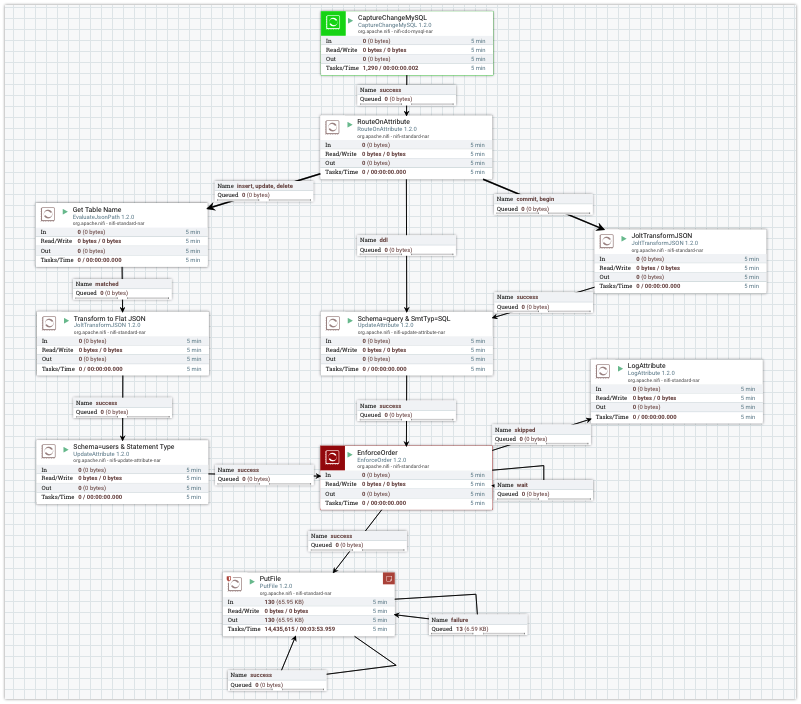 CaptureChangeMySQL
CaptureChangeMySQL 1.2.0
org.apache.nifi - nifi-cdc-mysql-nar
In 0 (0 bytes) 5 min
Read/Write 0 bytes / 0 bytes 5 min
Out 0 (0 bytes) 5 min
Tasks/Time 1,290 / 00:00:00.002 5 min
Name success
Queued 0 (0 bytes)
RouteOnAttribute
RouteOnAttribute 1.2.0
org.apache.nifi - nifi-standard-nar
In 0 (0 bytes) 5 min
Read/Write 0 bytes / 0 bytes 5 min
Out 0 (0 bytes) 5 min
Tasks/Time 0 / 00:00:00.000 5 min
Name insert, update, delete
Queued 0 (0 bytes)
Name commit, begin
Queued 0 (0 bytes)
Get Table Name
EvaluateJsonPath 1.2.0
org.apache.nifi - nifi-standard-nar
In 0 (0 bytes) 5 min
Read/Write 0 bytes / 0 bytes 5 min
Out 0 (0 bytes) 5 min
Tasks/Time 0 / 00:00:00.000 5 min
Name ddl
Queued 0 (0 bytes)
JoltTransformJSON
JoltTransformJSON 1.2.0
org.apache.nifi - nifi-standard-nar
In 0 (0 bytes) 5 min
Read/Write 0 bytes / 0 bytes 5 min
Out 0 (0 bytes) 5 min
Tasks/Time 0 / 00:00:00.000 5 min
Name matched
Queued 0 (0 bytes)
Name success
Queued 0 (0 bytes)
Transform to Flat JSON
JoltTransformJSON 1.2.0
org.apache.nifi - nifi-standard-nar
In 0 (0 bytes) 5 min
Read/Write 0 bytes / 0 bytes 5 min
Out 0 (0 bytes) 5 min
Tasks/Time 0 / 00:00:00.000 5 min
Schema=query & SmtTyp=SQL
UpdateAttribute 1.2.0
org.apache.nifi - nifi-update-attribute-nar
In 0 (0 bytes) 5 min
Read/Write 0 bytes / 0 bytes 5 min
Out 0 (0 bytes) 5 min
Tasks/Time 0 / 00:00:00.000 5 min
LogAttribute
LogAttribute 1.2.0
org.apache.nifi - nifi-standard-nar
In 0 (0 bytes) 5 min
Read/Write 0 bytes / 0 bytes 5 min
Out 0 (0 bytes) 5 min
Tasks/Time 0 / 00:00:00.000 5 min
Name success
Queued 0 (0 bytes)
Name success
Queued 0 (0 bytes)
Name skipped
Queued 0 (0 bytes)
Schema=users & Statement Type
UpdateAttribute 1.2.0
org.apache.nifi - nifi-update-attribute-nar
In 0 (0 bytes) 5 min
Read/Write 0 bytes / 0 bytes 5 min
Out 0 (0 bytes) 5 min
Tasks/Time 0 / 00:00:00.000 5 min
Name success
Queued 0 (0 bytes)
EnforceOrder
EnforceOrder 1.2.0
org.apache.nifi - nifi-standard-nar
In 0 (0 bytes) 5 min
Read/Write 0 bytes / 0 bytes 5 min
Out 0 (0 bytes) 5 min
Tasks/Time 0 / 00:00:00.000 5 min
Name wait
Queued 0 (0 bytes)
Name success
Queued 0 (0 bytes)
PutFile
PutFile 1.2.0
org.apache.nifi - nifi-standard-nar
In 130 (65.95 KB) 5 min
Read/Write 0 bytes / 0 bytes 5 min
Out 130 (65.95 KB) 5 min
Tasks/Time 14,435,615 / 00:03:53.959 5 min
Name failure
Queued 13 (6.59 KB)
Name success
Queued 0 (0 bytes)